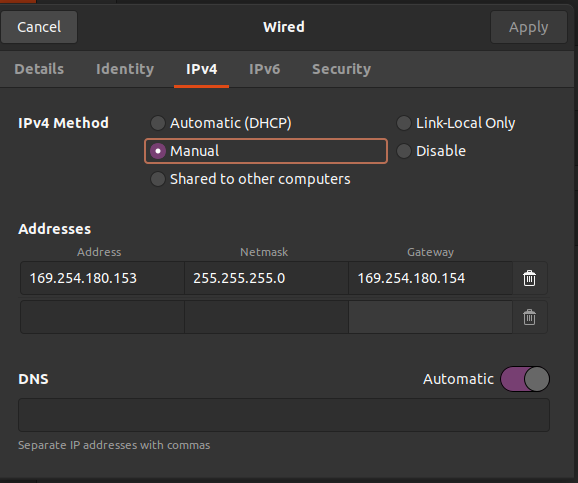 Cancel Wired Apply
Details Identity IPv4 IPv6 Security
IPv4 Method Automatic (DHCP) Link-Local Only
Manual Disable
Shared to other computers
Addresses
Address Netmask Gateway
169.254.180.153 255.255.255.0 169.254.180.154
DNS Automatic
Separate IP addresses with commas